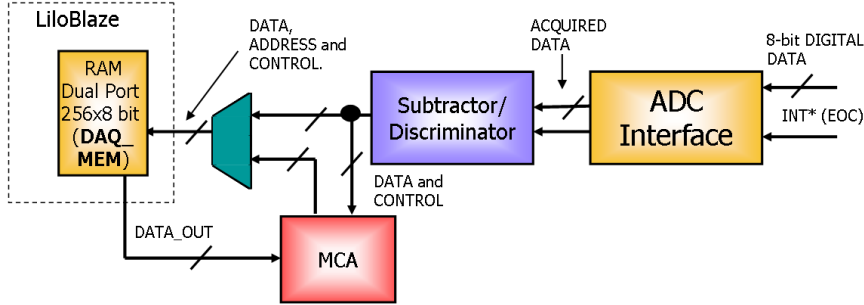 LiloBlaze
RAM
Dual Port
256x8 bit
(DAQ_
MEM)
DATA,
ADDRESS and
CONTROL.
Subtractor/
Discriminator
ACQUIRED
DATA
ADC
Interface
8-bit DIGITAL
DATA
INT* (EOC)
DATA and
CONTROL
DATA_OUT
MCA